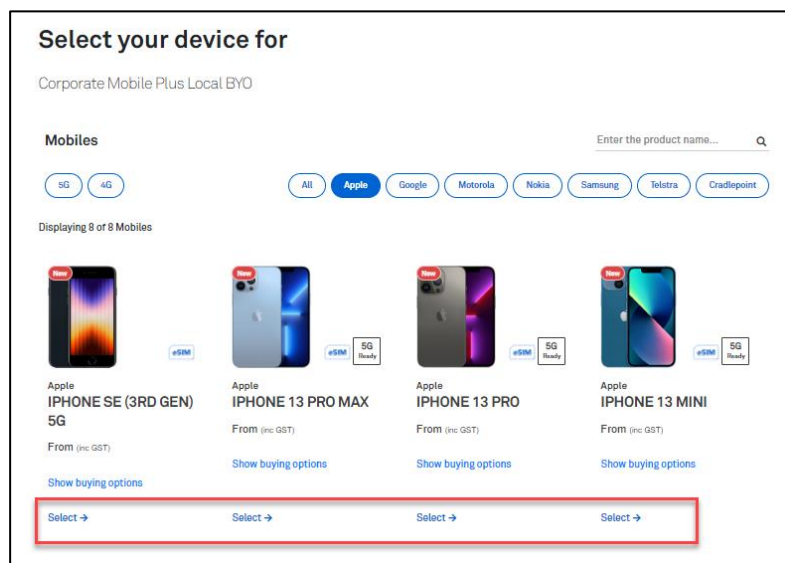 Select your device for
Corporate Mobile Plus Local BYO
Mobiles
Enter the product name...
5G
4G
All
Apple
Google
Motorola
Nokia
Samsung
Telstra
Cradlepoint
Displaying 8 of 8 Mobiles
New
eSIM
Apple
IPHONE SE (3RD GEN)
5G
From (inc GST)
Show buying options
Select →
New
eSIM
5G
Ready
Apple
IPHONE 13 PRO MAX
From (inc GST)
Show buying options
Select →
New
eSIM
5G
Ready
Apple
IPHONE 13 PRO
From (inc GST)
Show buying options
Select →
New
eSIM
5G
Ready
Apple
IPHONE 13 MINI
From (inc GST)
Show buying options
Select →